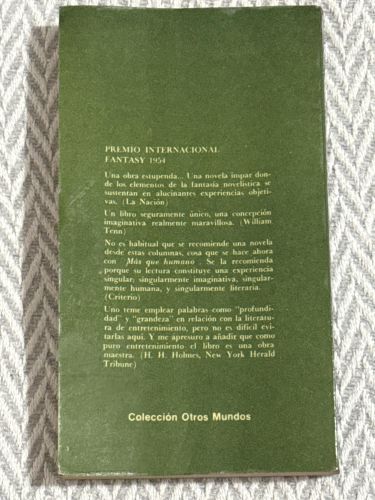 PREMIO INTERNACIONAL
FANTASY 1954
Una obra estupenda... Una novela impar don-
de los elementos de la fantasía novelística se
sustentan en alucinantes experiencias objeti-
vas. (La Nación)
Un libro seguramente único, una concepción
imaginativa realmente maravillosa. (William
Tenn)
No es habitual que se recomiende una novela
desde estas columnas, cosa que se hace ahora
con Más que humano. Se la recomienda
porque su lectura constituye una experiencia
singular: singularmente imaginativa, singular-
mente humana, y singularmente literaria.
(Criterio)
Uno teme emplear palabras como "profundi-
dad" y "grandeza" en relación con la literatu-
ra de entretenimiento, pero no es difícil evi-
tarlas aquí. Y me apresuro a añadir que como
puro entretenimiento el libro es una obra
maestra. (H. H. Holmes, New York Herald
Tribune)
Colección Otros Mundos